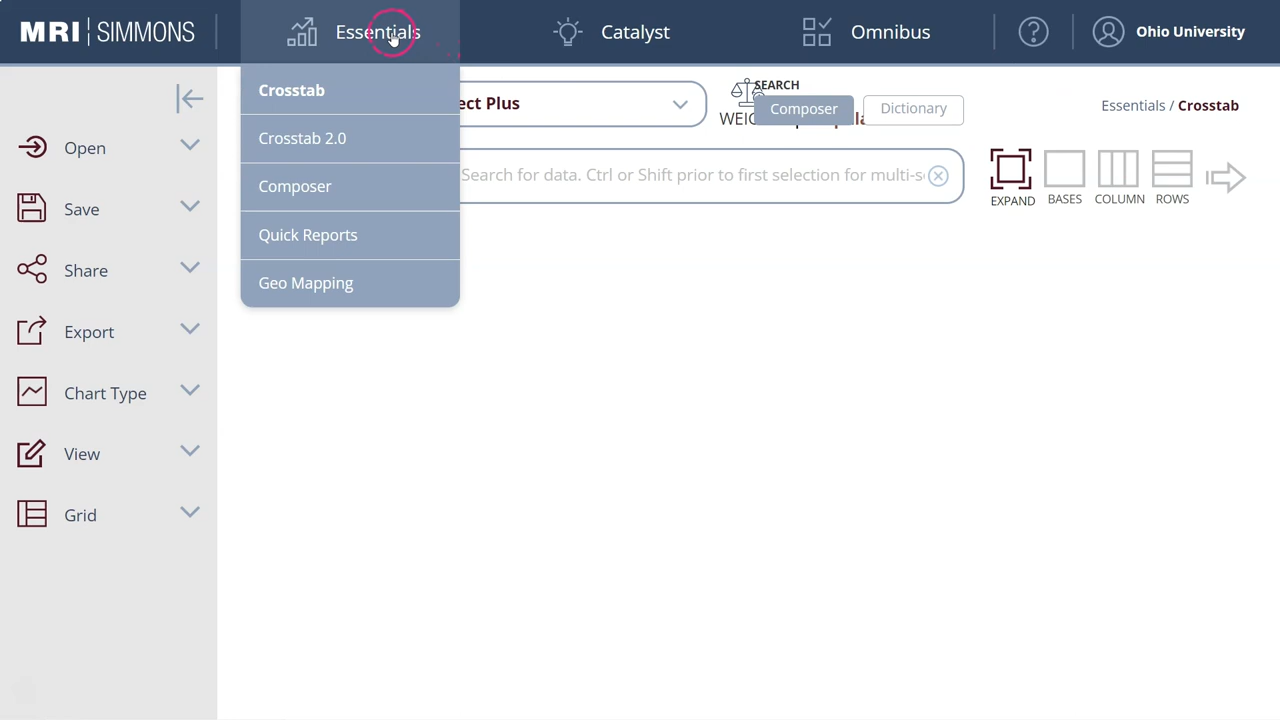 MRI | SIMMONS
Essentials
Catalyst
Omnibus
Ohio University
Crosstab
Crosstab 2.0
Composer
Quick Reports
Geo Mapping
ect Plus
SEARCH
Composer
Dictionary
Essentials / Crosstab
Search for data. Ctrl or Shift prior to first selection for multi-s
EXPAND
BASES
COLUMN
ROWS
Open
Save
Share
Export
Chart Type
View
Grid